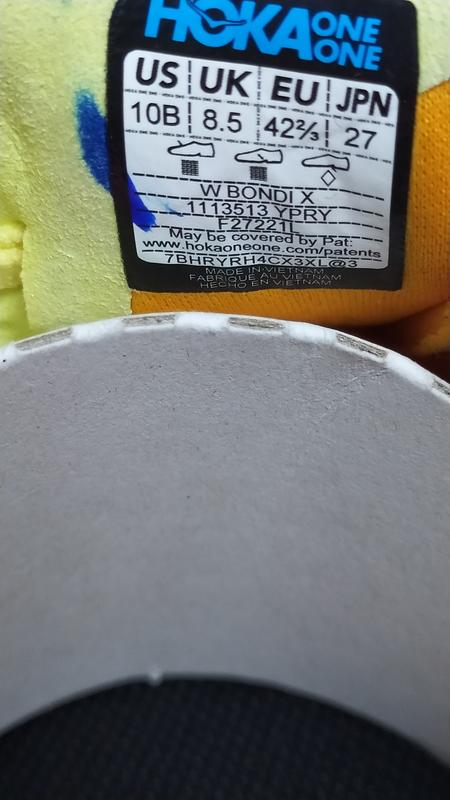 HOKA ONE ONE
US UK EU JPN
10B 8.5 42⅔ 27
W BONDI X
1113513 YPRY
F27221L
May be covered by Pat:
www.hokaoneone.com/patents
7BHRYRH4CX3XL@3
MADE IN VIETNAM
FABRIQUE AU VIETNAM
HECHO EN VIETNAM